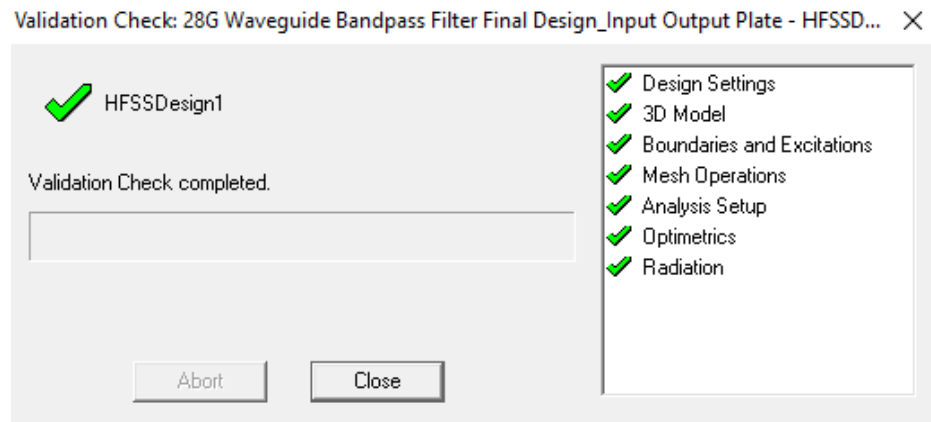 Validation Check: 28G Waveguide Bandpass Filter Final Design_Input Output Plate - HFSSD...
HFSSDesign1
Validation Check completed.
Abort
Close
Design Settings
3D Model
Boundaries and Excitations
Mesh Operations
Analysis Setup
Optimetrics
Radiation